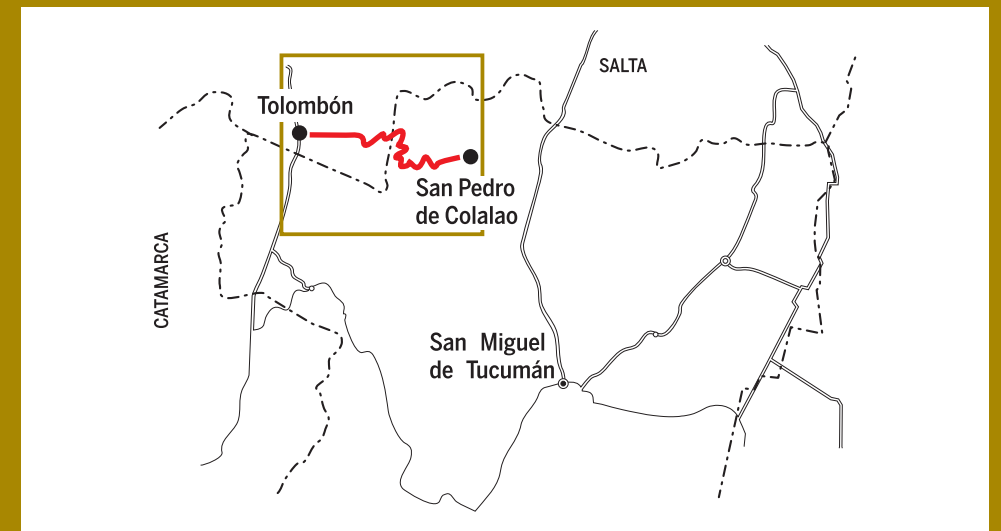 SALTA
Tolombón
San Pedro
de Colalao
CATAMARCA
San Miguel
de Tucumán